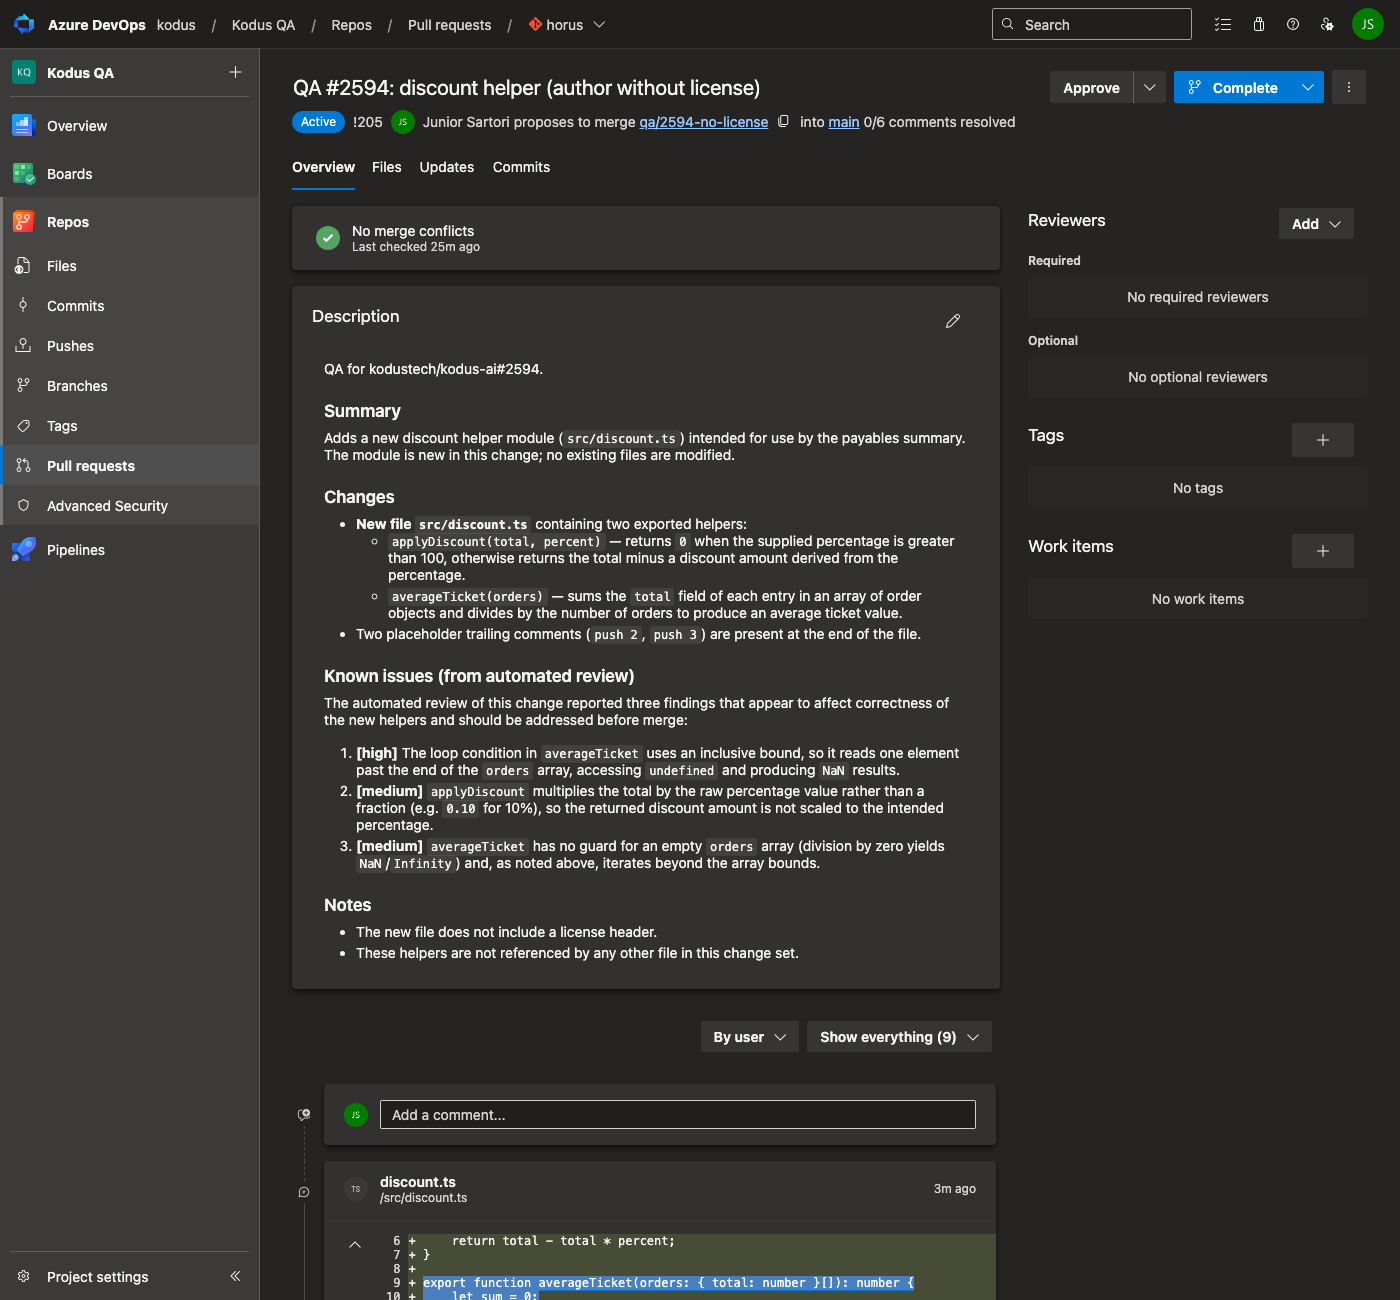 Azure DevOps kodus / Kodus QA / Repos / Pull requests / horus
Search
JS
KQ Kodus QA
Overview
Boards
Repos
Files
Commits
Pushes
Branches
Tags
Pull requests
Advanced Security
Pipelines
Project settings
QA #2594: discount helper (author without license)
Approve
Complete
Active !205 JS Junior Sartori proposes to merge qa/2594-no-license into main 0/6 comments resolved
Overview Files Updates Commits
No merge conflicts
Last checked 25m ago
Description
QA for kodustech/kodus-ai#2594.
Summary
Adds a new discount helper module ( src/discount.ts ) intended for use by the payables summary.
The module is new in this change; no existing files are modified.
Changes
• New file src/discount.ts containing two exported helpers:
◦ applyDiscount(total, percent) — returns 0 when the supplied percentage is greater
than 100, otherwise returns the total minus a discount amount derived from the
percentage.
◦ averageTicket(orders) — sums the total field of each entry in an array of order
objects and divides by the number of orders to produce an average ticket value.
• Two placeholder trailing comments ( push 2 , push 3 ) are present at the end of the file.
Known issues (from automated review)
The automated review of this change reported three findings that appear to affect correctness of
the new helpers and should be addressed before merge:
1. [high] The loop condition in averageTicket uses an inclusive bound, so it reads one element
past the end of the orders array, accessing undefined and producing NaN results.
2. [medium] applyDiscount multiplies the total by the raw percentage value rather than a
fraction (e.g. 0.10 for 10%), so the returned discount amount is not scaled to the intended
percentage.
3. [medium] averageTicket has no guard for an empty orders array (division by zero yields
NaN / Infinity ) and, as noted above, iterates beyond the array bounds.
Notes
• The new file does not include a license header.
• These helpers are not referenced by any other file in this change set.
Reviewers
Add
Required
No required reviewers
Optional
No optional reviewers
Tags
No tags
Work items
No work items
By user
Show everything (9)
JS
Add a comment...
TS
discount.ts
/src/discount.ts
3m ago
6 + return total - total * percent;
7 + }
8 +
9 + export function averageTicket(orders: { total: number }[]): number {
10 + let sum = 0;